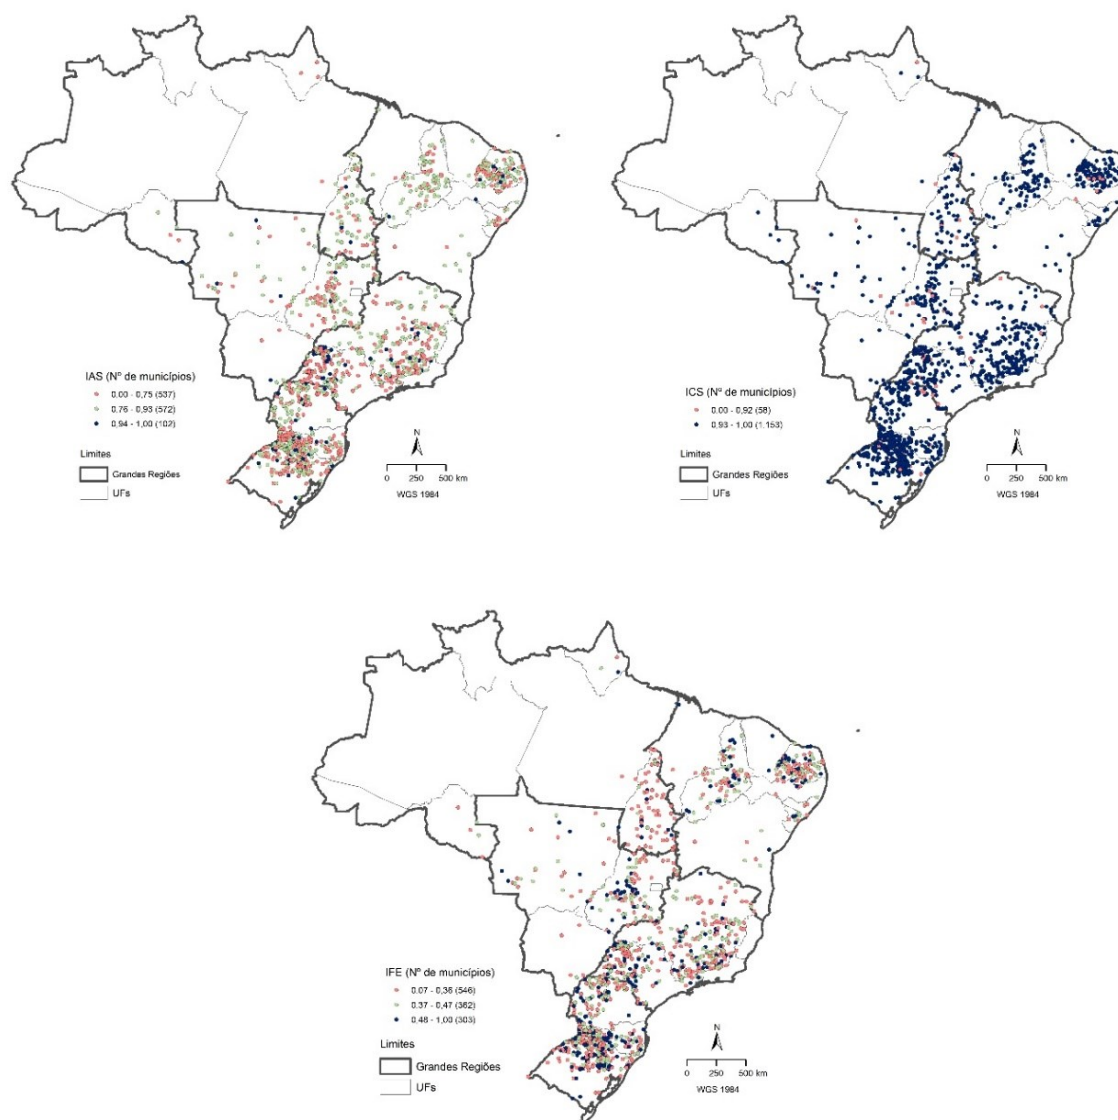 IAS (Nº de municípios)
0.00 - 0,75 (537)
0.76 - 0,93 (572)
0,94 - 1,00 (102)
Limites
Grandes Regiões
UFs
N
0 250 500 km
WGS 1984
ICS (Nº de municípios)
0.00 - 0,92 (58)
0,93 - 1,00 (1.153)
Limites
Grandes Regiões
UFs
N
0 250 500 km
WGS 1984
IFE (Nº de municípios)
0.07 - 0,36 (546)
0.37 - 0,47 (362)
0,48 - 1,00 (303)
Limites
Grandes Regiões
UFs
N
0 250 500 km
WGS 1984